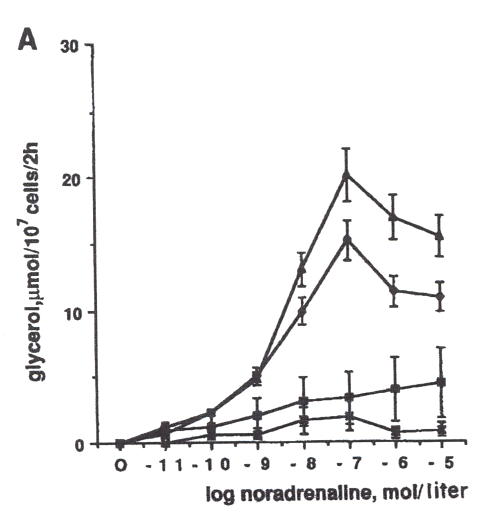 A
30
20
10
0
glycerol,μmol/10⁷ cells/2h
O -11 -10 -9 -8 -7 -6 -5
log noradrenaline, mol/liter